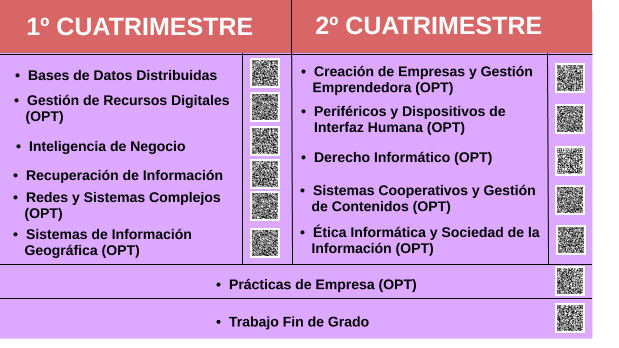 1º CUATRIMESTRE
• Bases de Datos Distribuidas
• Gestión de Recursos Digitales
(OPT)
• Inteligencia de Negocio
• Recuperación de Información
• Redes y Sistemas Complejos
(OPT)
• Sistemas de Información
Geográfica (OPT)
2º CUATRIMESTRE
• Creación de Empresas y Gestión
Emprendedora (OPT)
• Periféricos y Dispositivos de
Interfaz Humana (OPT)
• Derecho Informático (OPT)
• Sistemas Cooperativos y Gestión
de Contenidos (OPT)
• Ética Informática y Sociedad de la
Información (OPT)
• Prácticas de Empresa (OPT)
• Trabajo Fin de Grado